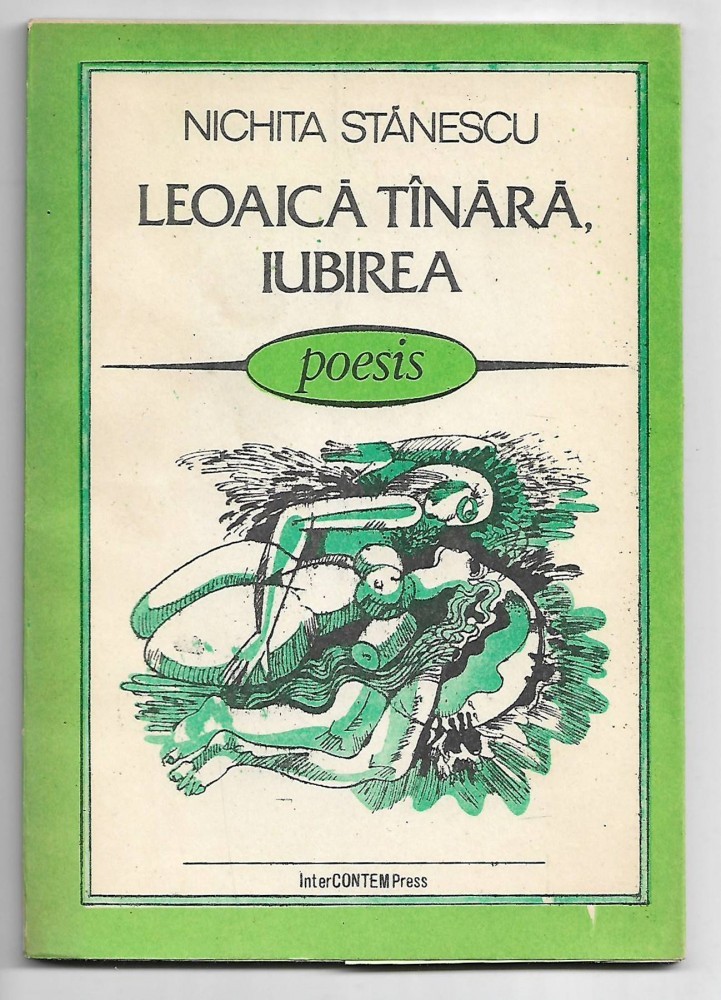 NICHITA STĂNESCU
LEOAICĂ TÎNĂRĂ,
IUBIREA
poesis
InterCONTEMPress